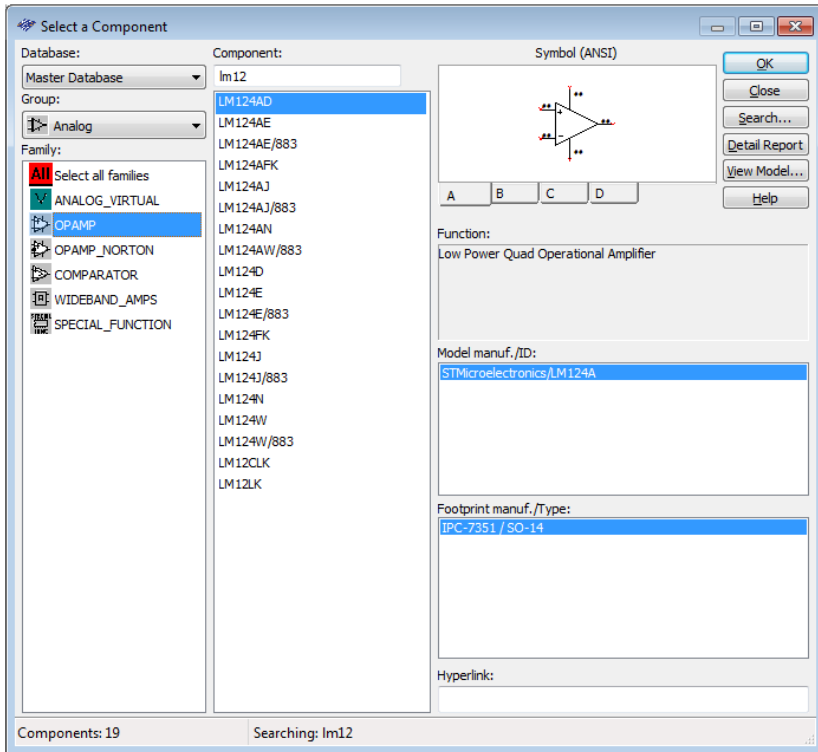 Select a Component
Database:
Master Database
Group:
Analog
Family:
All Select all families
ANALOG_VIRTUAL
OPAMP
OPAMP_NORTON
COMPARATOR
WIDEBAND_AMPS
SPECIAL_FUNCTION
Component:
lm12
LM124AD
LM124AE
LM124AE/883
LM124AFK
LM124AJ
LM124AJ/883
LM124AN
LM124AW/883
LM124D
LM124E
LM124E/883
LM124FK
LM124J
LM124J/883
LM124N
LM124W
LM124W/883
LM12CLK
LM12LK
Symbol (ANSI)
A B C D
Function:
Low Power Quad Operational Amplifier
Model manuf./ID:
STMicroelectronics/LM124A
Footprint manuf./Type:
IPC-7351 / SO-14
Hyperlink:
OK
Close
Search...
Detail Report
View Model...
Help
Components: 19
Searching: lm12